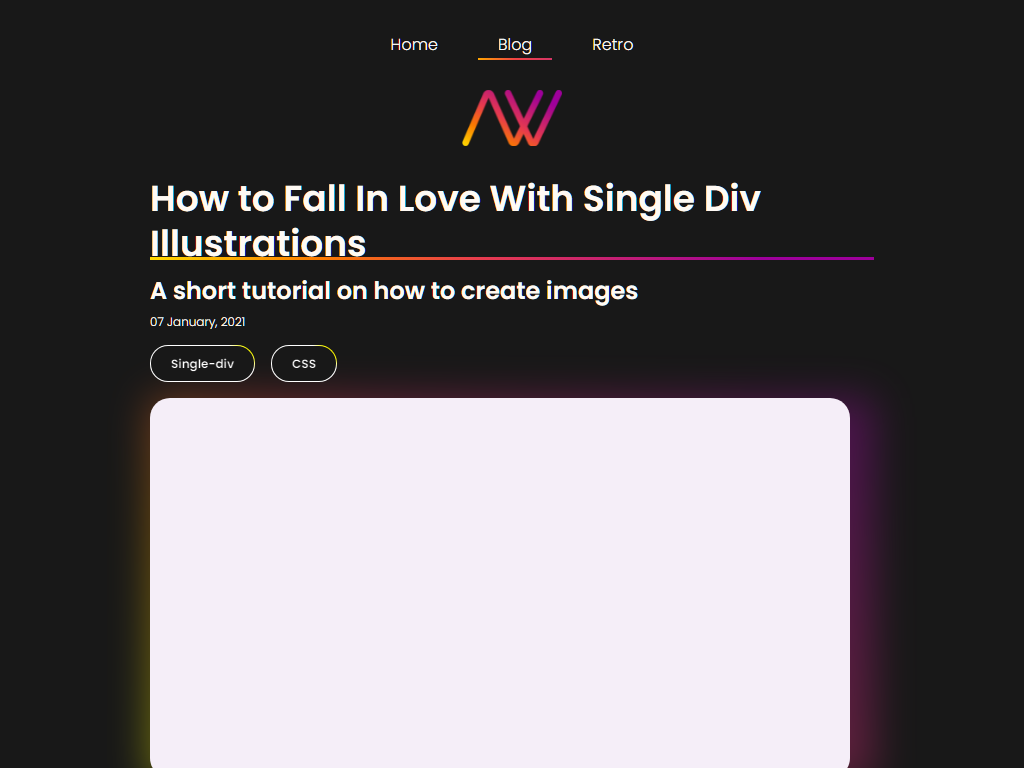 Home Blog Retro
AW
How to Fall In Love With Single Div
Illustrations
A short tutorial on how to create images
07 January, 2021
Single-div CSS